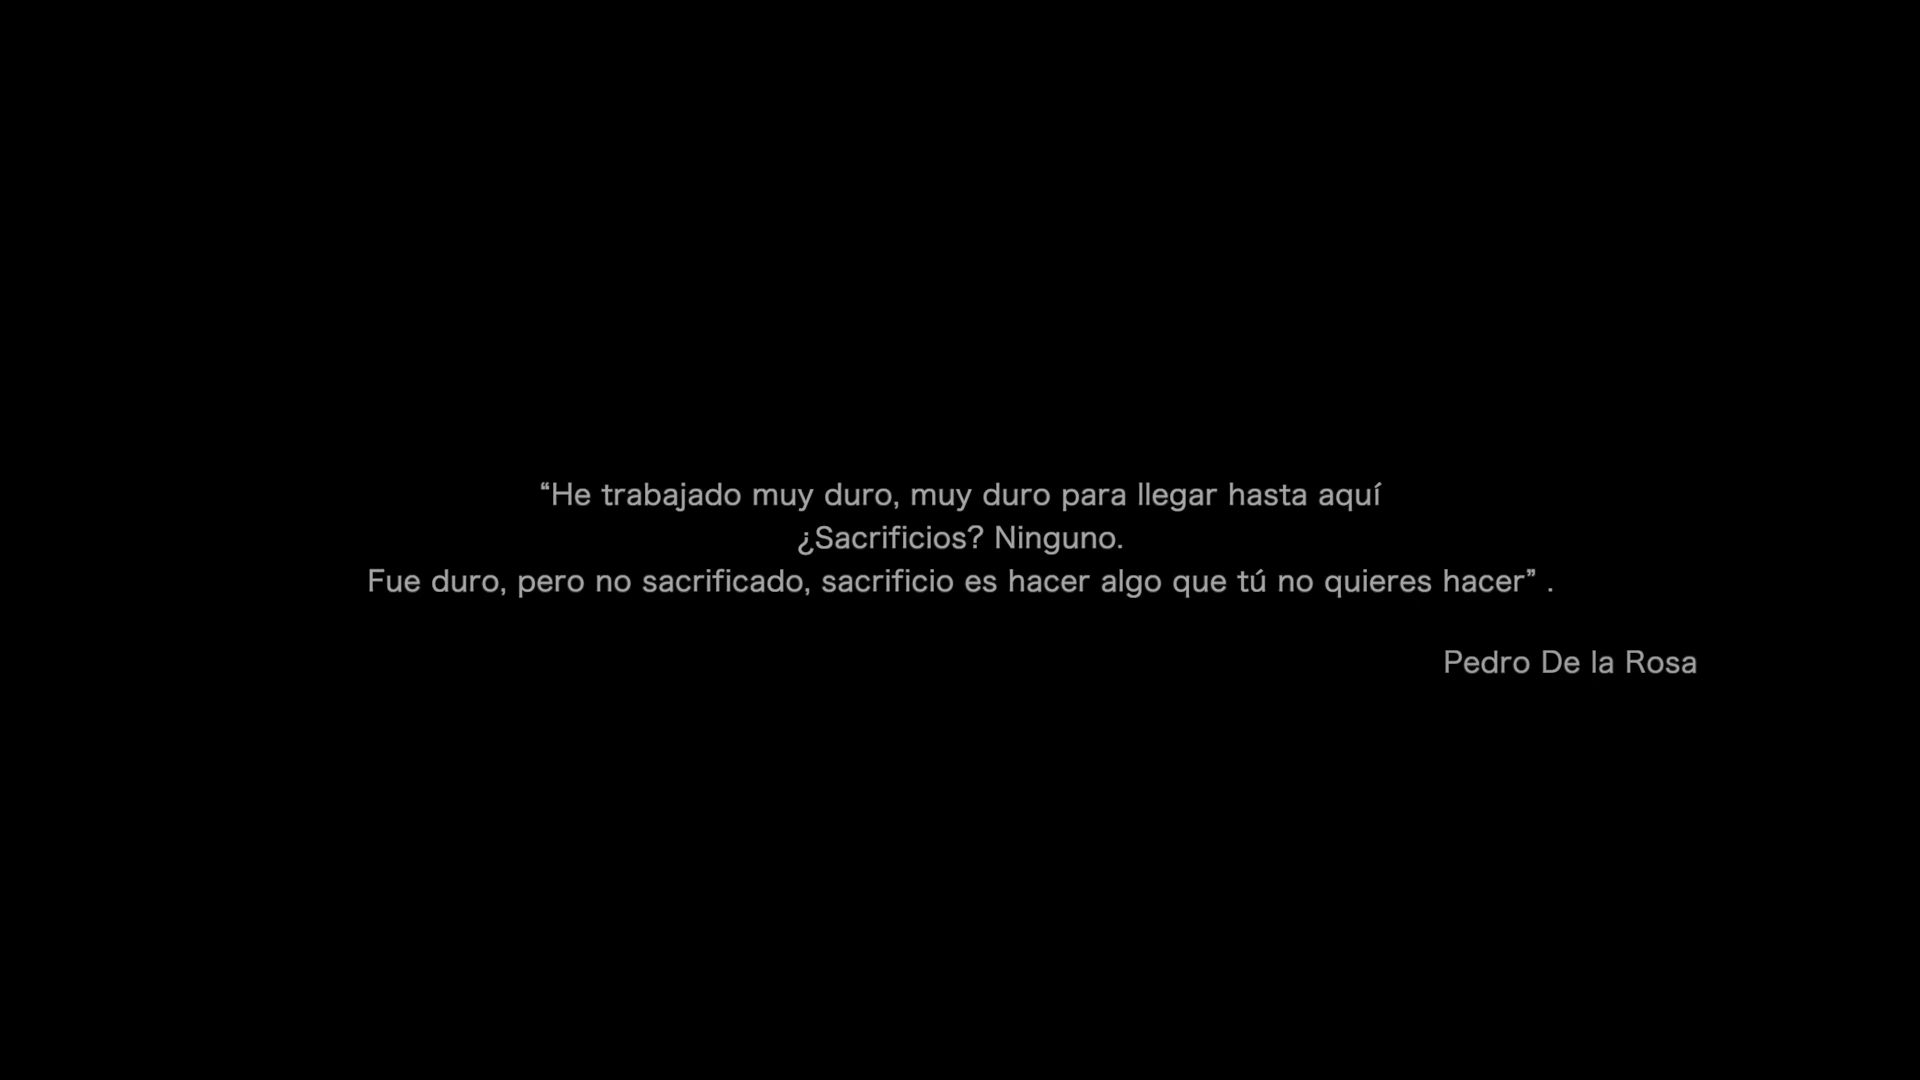 “He trabajado muy duro, muy duro para llegar hasta aquí
¿Sacrificios? Ninguno.
Fue duro, pero no sacrificado, sacrificio es hacer algo que tú no quieres hacer” .
Pedro De la Rosa